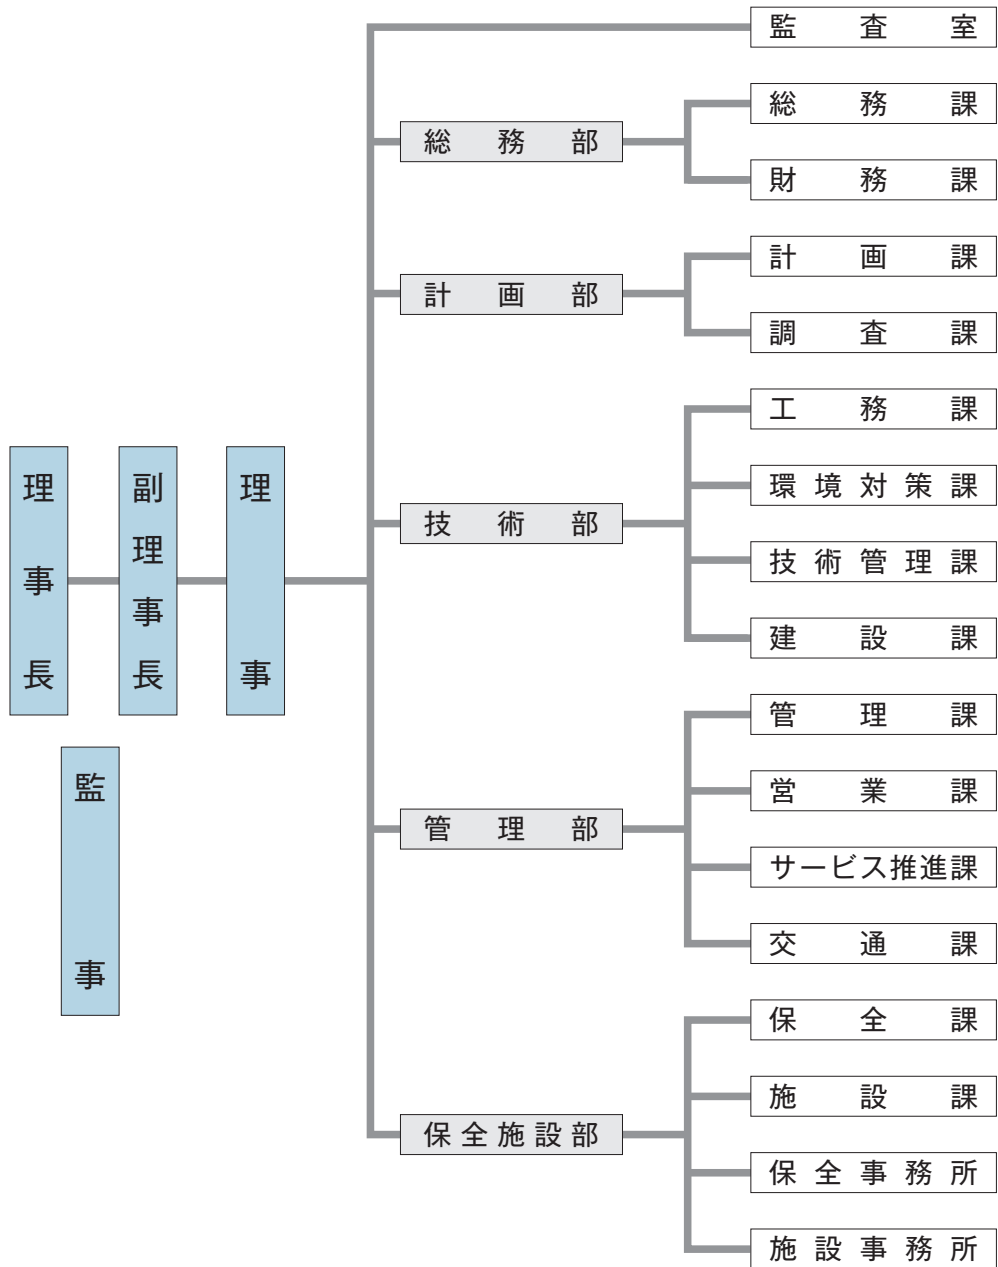 理事長
副理事長
理事
監事
監査室
総務部
総務課
財務課
計画部
計画課
調査課
技術部
工務課
環境対策課
技術管理課
建設課
管理部
管理課
営業課
サービス推進課
交通課
保全施設部
保全課
施設課
保全事務所
施設事務所